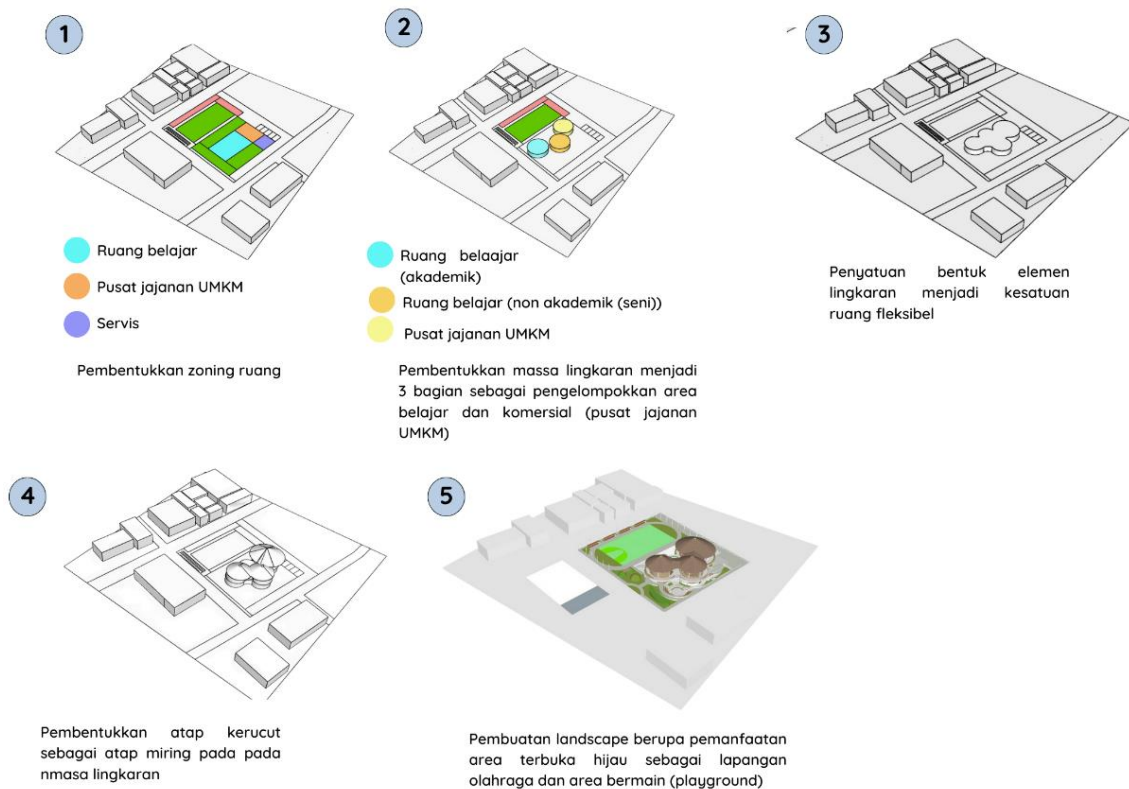 1
2
3
Ruang belajar
Pusat jajanan UMKM
Servis
Pembentukkan zoning ruang
Ruang belaajar
(akademik)
Ruang belajar (non akademik (seni))
Pusat jajanan UMKM
Pembentukkan massa lingkaran menjadi
3 bagian sebagai pengelompokkan area
belajar dan komersial (pusat jajanan
UMKM)
Penyatuan bentuk elemen
lingkaran menjadi kesatuan
ruang fleksibel
4
5
Pembentukkan atap kerucut
sebagai atap miring pada pada
nmasa lingkaran
Pembuatan landscape berupa pemanfaatan
area terbuka hijau sebagai lapangan
olahraga dan area bermain (playground)